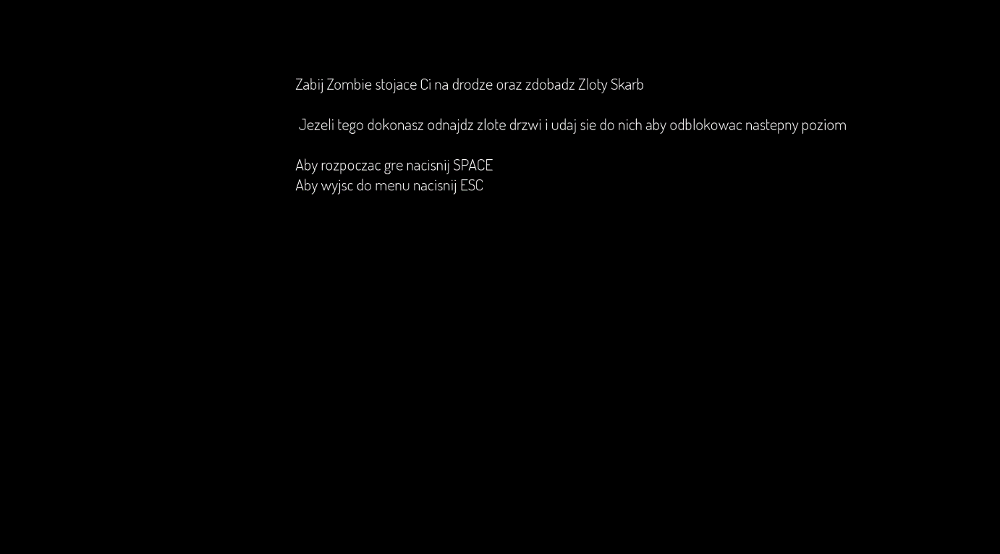 Zabij Zombie stojace Ci na drodze oraz zdobadz Zloty Skarb
Jezeli tego dokonasz odnajdz zlote drzwi i udaj sie do nich aby odblokowac nastepny poziom
Aby rozpoczac gre nacisnij SPACE
Aby wyjsc do menu nacisnij ESC